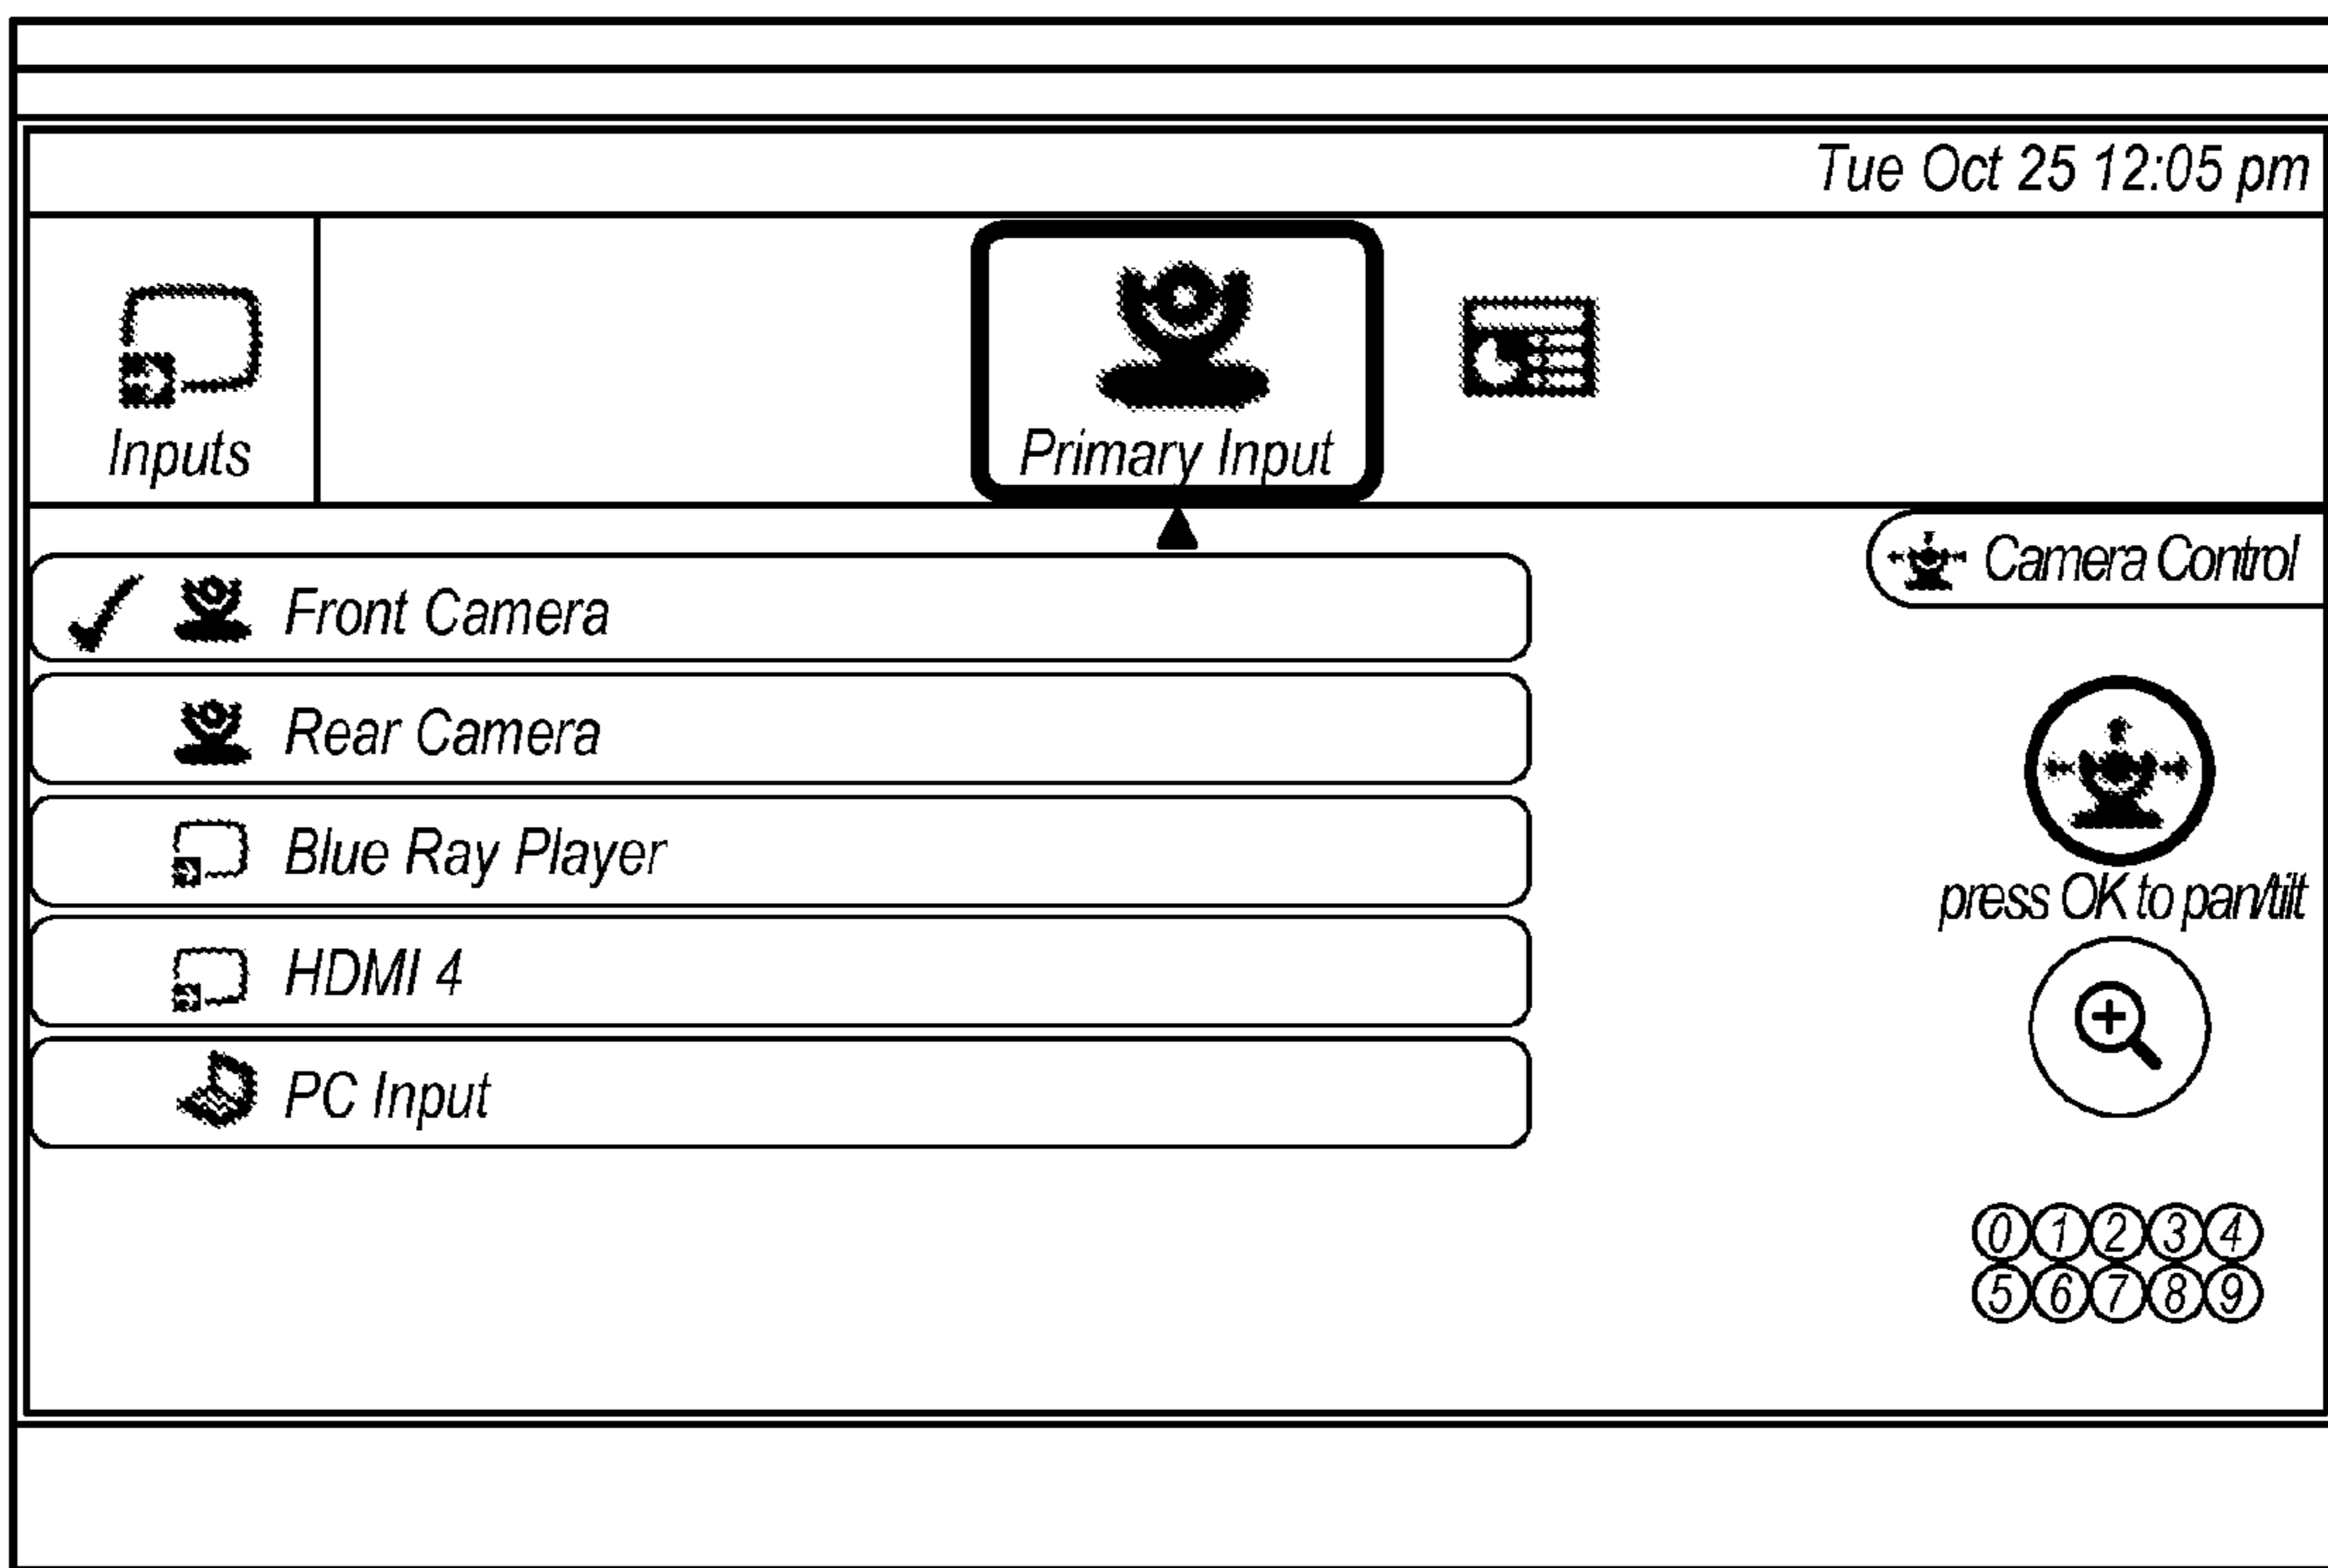 Tue Oct 25 12:05 pm
Inputs
Primary Input
Camera Control
Front Camera
Rear Camera
Blue Ray Player
press OK to pan/tilt
HDMI 4
PC Input
0 1 2 3 4
5 6 7 8 9